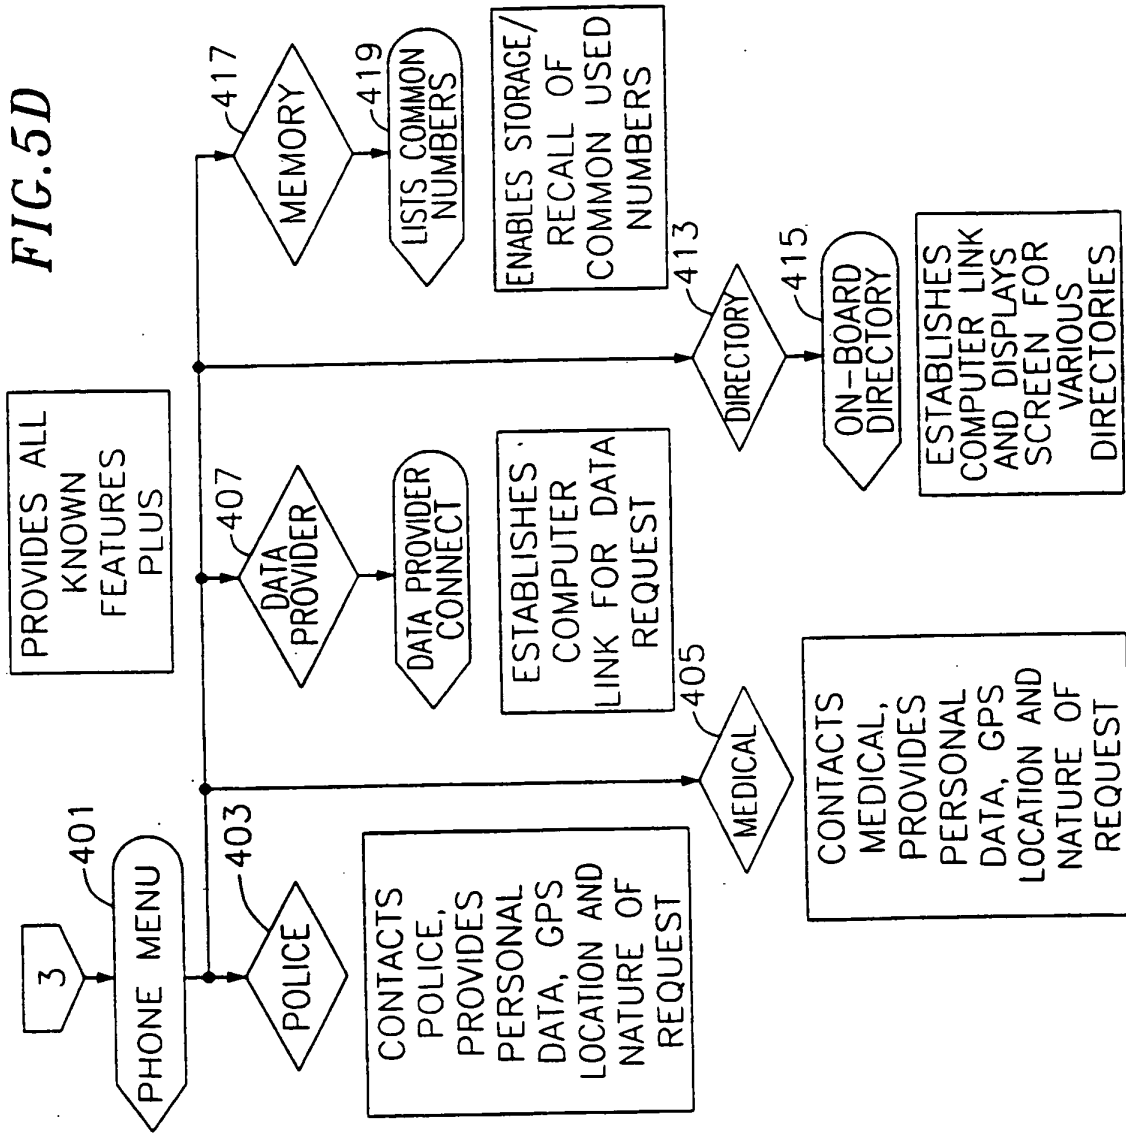 FIG.5D
3
401
PHONE MENU
PROVIDES ALL
KNOWN
FEATURES
PLUS
403
POLICE
CONTACTS
POLICE,
PROVIDES
PERSONAL
DATA, GPS
LOCATION AND
NATURE OF
REQUEST
405
MEDICAL
CONTACTS
MEDICAL,
PROVIDES
PERSONAL
DATA, GPS
LOCATION AND
NATURE OF
REQUEST
407
DATA
PROVIDER
DATA PROVIDER
CONNECT
ESTABLISHES
COMPUTER
LINK FOR DATA
REQUEST
413
DIRECTORY
415
ON-BOARD
DIRECTORY
ESTABLISHES
COMPUTER LINK
AND DISPLAYS
SCREEN FOR
VARIOUS
DIRECTORIES
417
MEMORY
419
LISTS COMMON
NUMBERS
ENABLES STORAGE/
RECALL OF
COMMON USED
NUMBERS